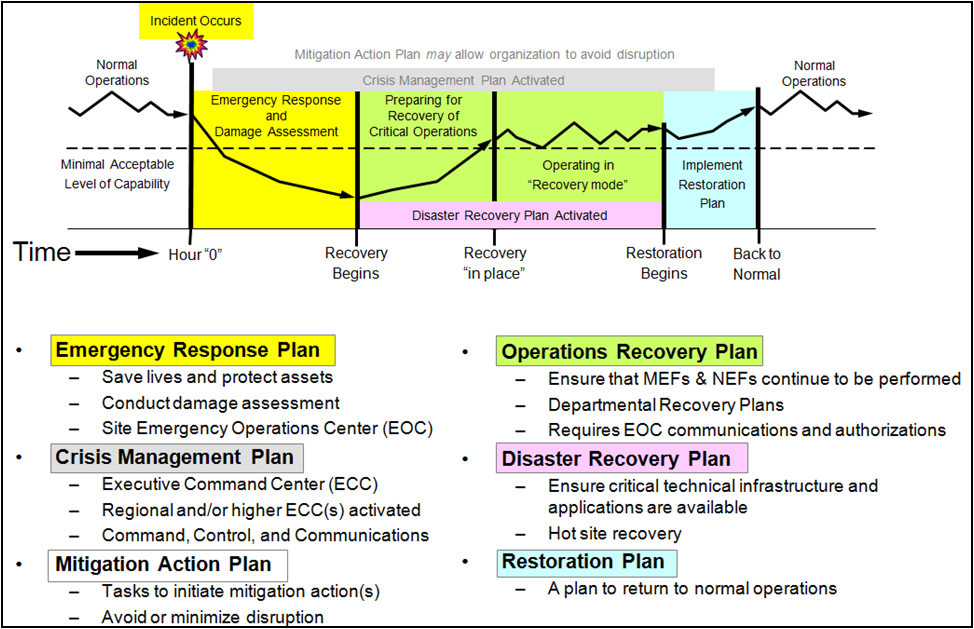 Incident Occurs
Mitigation Action Plan may allow organization to avoid disruption
Normal
Operations
Crisis Management Plan Activated
Normal
Operations
Emergency Response
and
Damage Assessment
Preparing for
Recovery of
Critical Operations
Minimal Acceptable
Level of Capability
Operating in
“Recovery mode”
Implement
Restoration
Plan
Disaster Recovery Plan Activated
Time
Hour “0”
Recovery
Begins
Recovery
“in place”
Restoration
Begins
Back to
Normal
• Emergency Response Plan
– Save lives and protect assets
– Conduct damage assessment
– Site Emergency Operations Center (EOC)
• Crisis Management Plan
– Executive Command Center (ECC)
– Regional and/or higher ECC(s) activated
– Command, Control, and Communications
• Mitigation Action Plan
– Tasks to initiate mitigation action(s)
– Avoid or minimize disruption
• Operations Recovery Plan
– Ensure that MEFs & NEFs continue to be performed
– Departmental Recovery Plans
– Requires EOC communications and authorizations
• Disaster Recovery Plan
– Ensure critical technical infrastructure and
applications are available
– Hot site recovery
• Restoration Plan
– A plan to return to normal operations